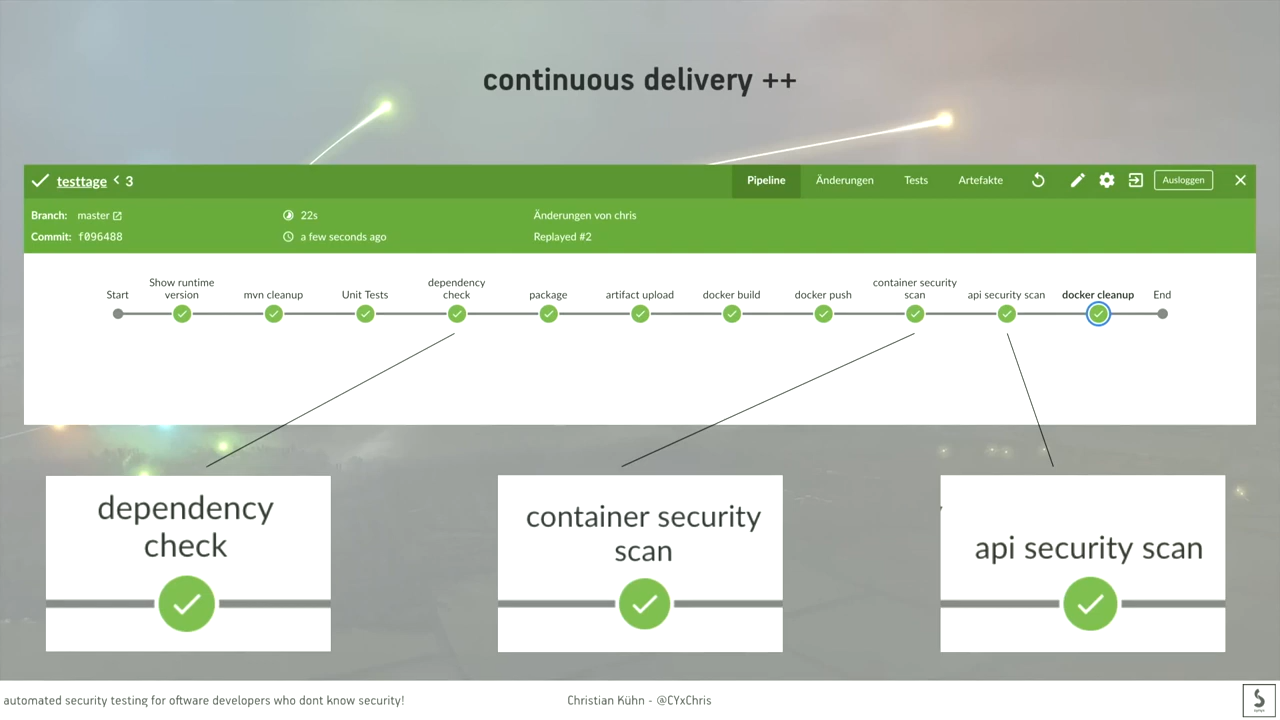 continuous delivery ++
testtage < 3
Pipeline Änderungen Tests Artefakte Ausloggen
Branch: master 22s Änderungen von chris
Commit: f096488 a few seconds ago Replayed #2
Start
Show runtime
version
mvn cleanup
Unit Tests
dependency
check
package
artifact upload
docker build
docker push
container security
scan
api security scan
docker cleanup
End
dependency
check
container security
scan
api security scan
automated security testing for oftware developers who dont know security!
Christian Kühn - @CYxChris